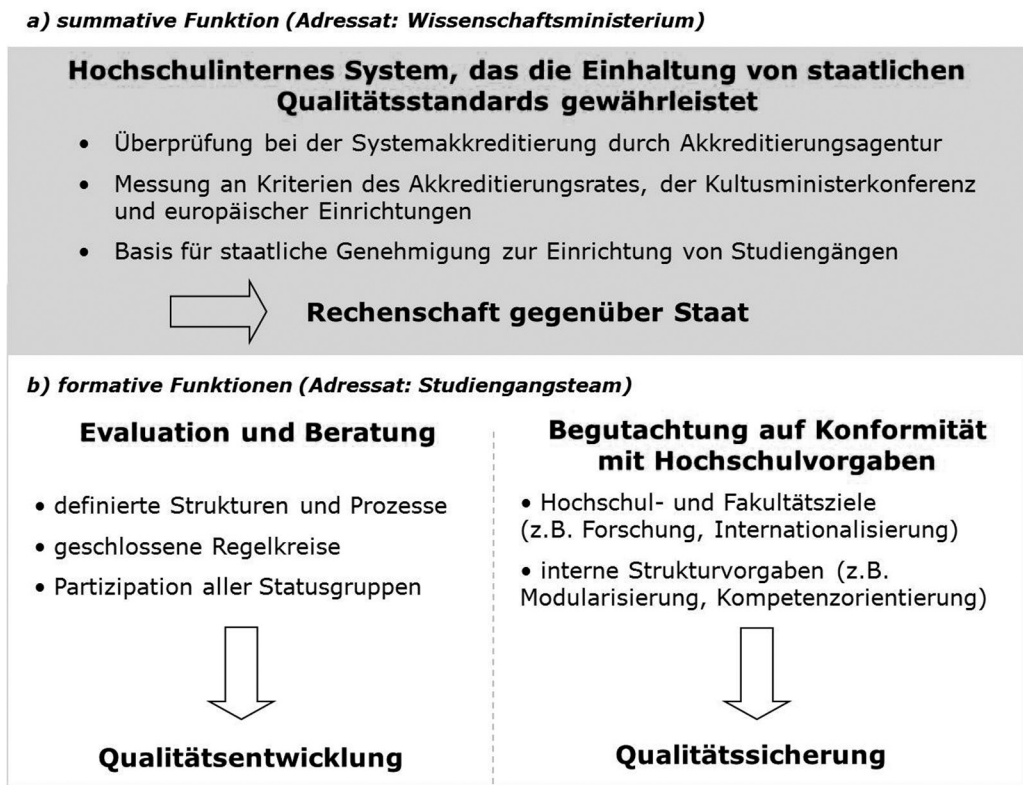 a) summative Funktion (Adressat: Wissenschaftsministerium)
Hochschulinternes System, das die Einhaltung von staatlichen
Qualitätsstandards gewährleistet
• Überprüfung bei der Systemakkreditierung durch Akkreditierungsagentur
• Messung an Kriterien des Akkreditierungsrates, der Kultusministerkonferenz
und europäischer Einrichtungen
• Basis für staatliche Genehmigung zur Einrichtung von Studiengängen
Rechenschaft gegenüber Staat
b) formative Funktionen (Adressat: Studiengangsteam)
Evaluation und Beratung
• definierte Strukturen und Prozesse
• geschlossene Regelkreise
• Partizipation aller Statusgruppen
Qualitätsentwicklung
Begutachtung auf Konformität
mit Hochschulvorgaben
• Hochschul- und Fakultätsziele
(z.B. Forschung, Internationalisierung)
• interne Strukturvorgaben (z.B.
Modularisierung, Kompetenzorientierung)
Qualitätssicherung